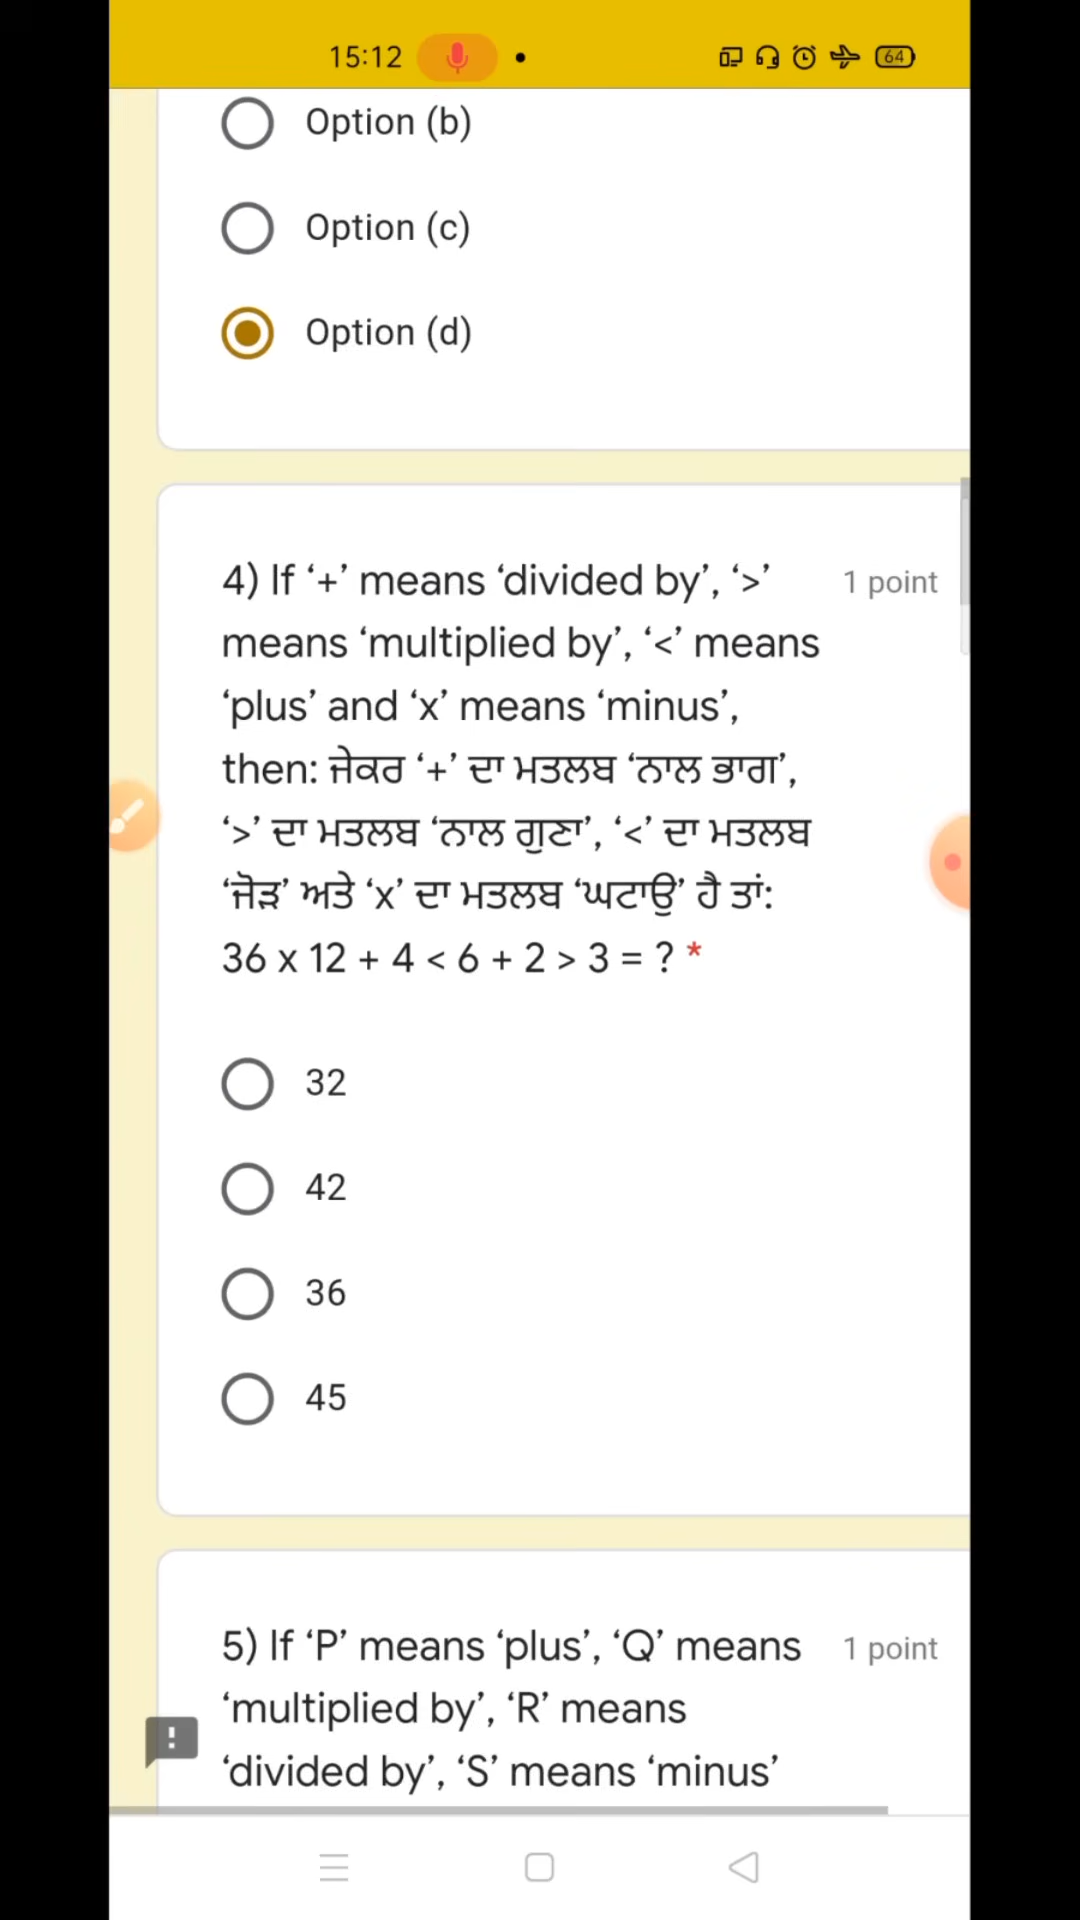 15:12
64
Option (b)
Option (c)
Option (d)
4) If ‘+’ means ‘divided by’, ‘>’ 1 point
means ‘multiplied by’, ‘<’ means
‘plus’ and ‘x’ means ‘minus’,
then: ਜੇਕਰ ‘+’ ਦਾ ਮਤਲਬ ‘ਨਾਲ ਭਾਗ’,
‘>’ ਦਾ ਮਤਲਬ ‘ਨਾਲ ਗੁਣਾ’, ‘<’ ਦਾ ਮਤਲਬ
‘ਜੋੜ’ ਅਤੇ ‘x’ ਦਾ ਮਤਲਬ ‘ਘਟਾਉ’ ਹੈ ਤਾਂ:
36 x 12 + 4 < 6 + 2 > 3 = ? *
32
42
36
45
5) If ‘P’ means ‘plus’, ‘Q’ means 1 point
‘multiplied by’, ‘R’ means
‘divided by’, ‘S’ means ‘minus’